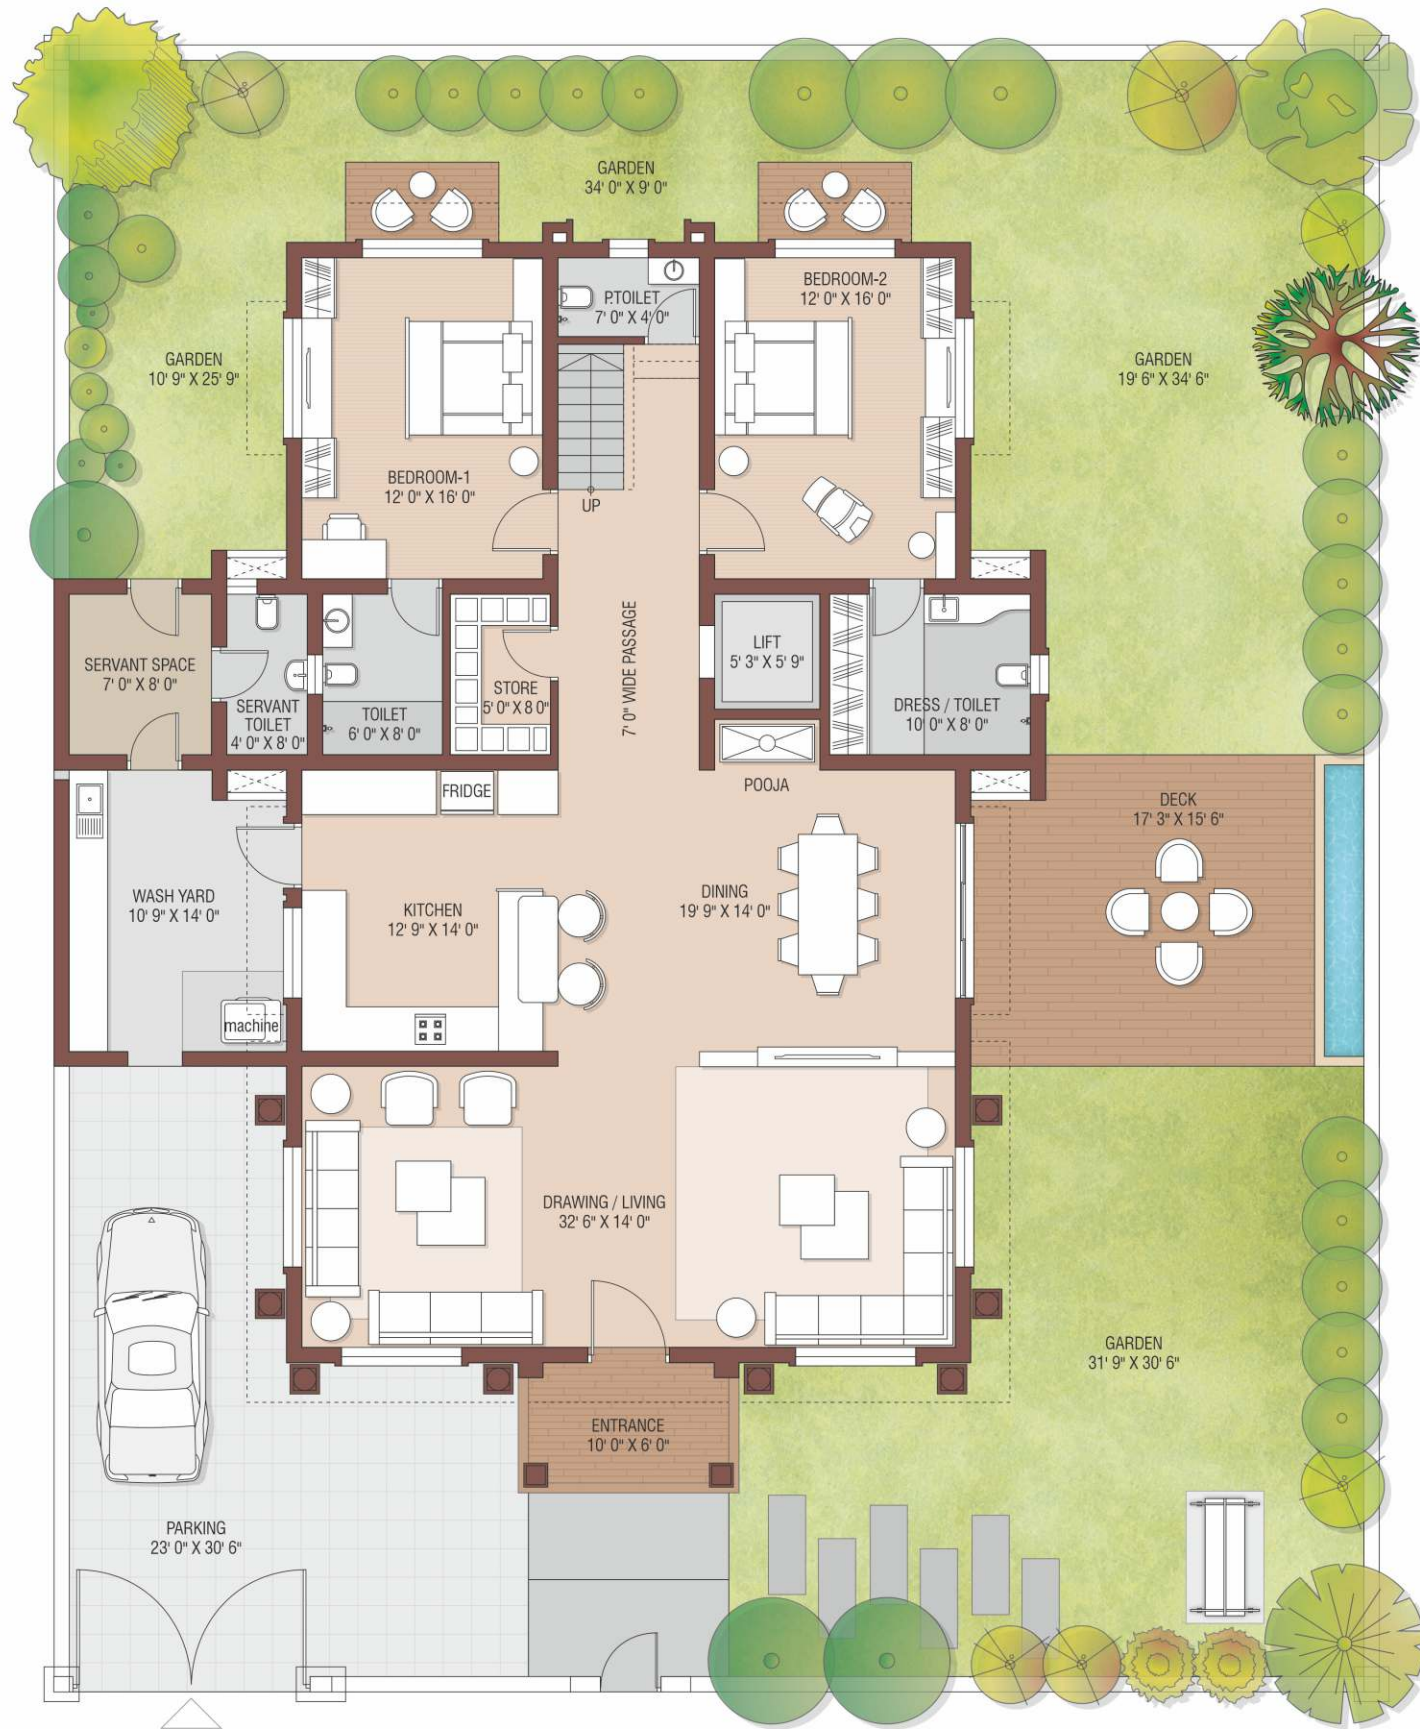 GARDEN
34' 0" X 9' 0"
BEDROOM-2
12' 0" X 16' 0"
P.TOILET
7' 0" X 4' 0"
GARDEN
10' 9" X 25' 9"
GARDEN
19' 6" X 34' 6"
BEDROOM-1
12' 0" X 16' 0"
UP
7' 0" WIDE PASSAGE
LIFT
5' 3" X 5' 9"
SERVANT SPACE
7' 0" X 8' 0"
SERVANT
TOILET
4' 0" X 8' 0"
TOILET
6' 0" X 8' 0"
STORE
5' 0" X 8 0"
DRESS / TOILET
10' 0" X 8' 0"
FRIDGE
POOJA
DECK
17' 3" X 15' 6"
WASH YARD
10' 9" X 14' 0"
KITCHEN
12' 9" X 14' 0"
DINING
19' 9" X 14' 0"
machine
DRAWING / LIVING
32' 6" X 14' 0"
GARDEN
31' 9" X 30' 6"
ENTRANCE
10' 0" X 6' 0"
PARKING
23' 0" X 30' 6"